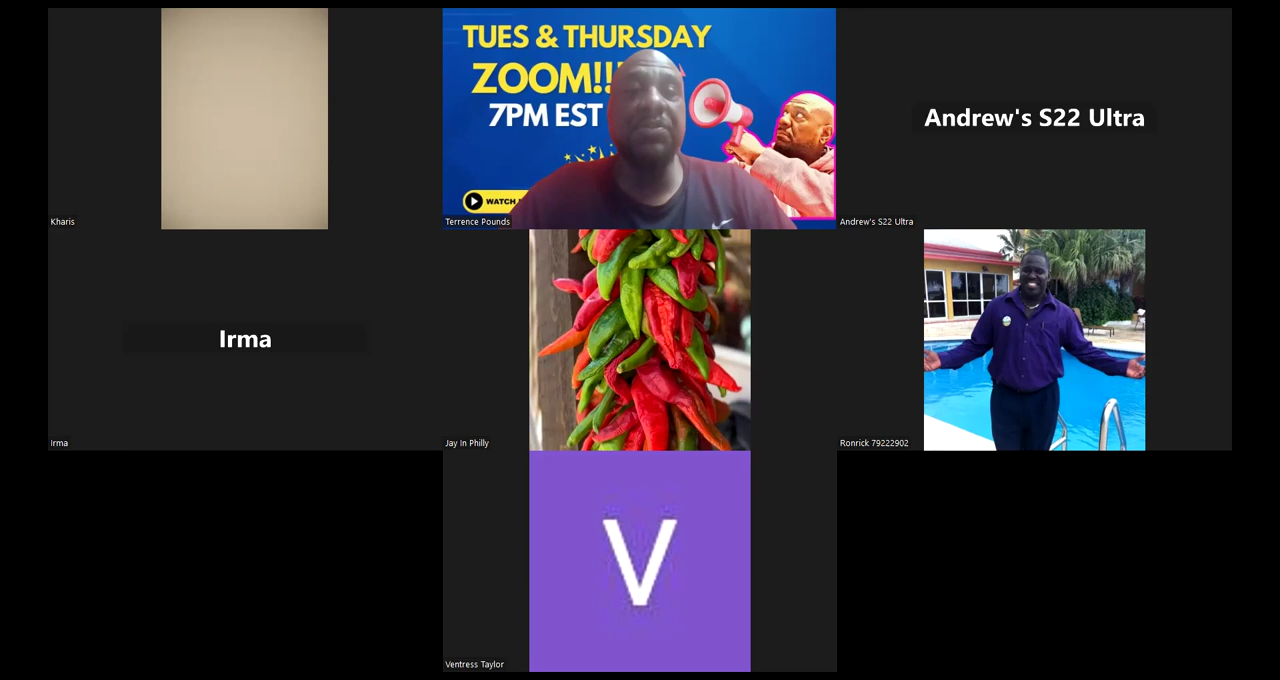 TUES & THURSDAY
ZOOM!!!
7PM EST
WATCH
Kharis
Terrence Pounds
Andrew's S22 Ultra
Andrew's S22 Ultra
Irma
Irma
Jay In Philly
Ronrick 79222902
V
Ventress Taylor